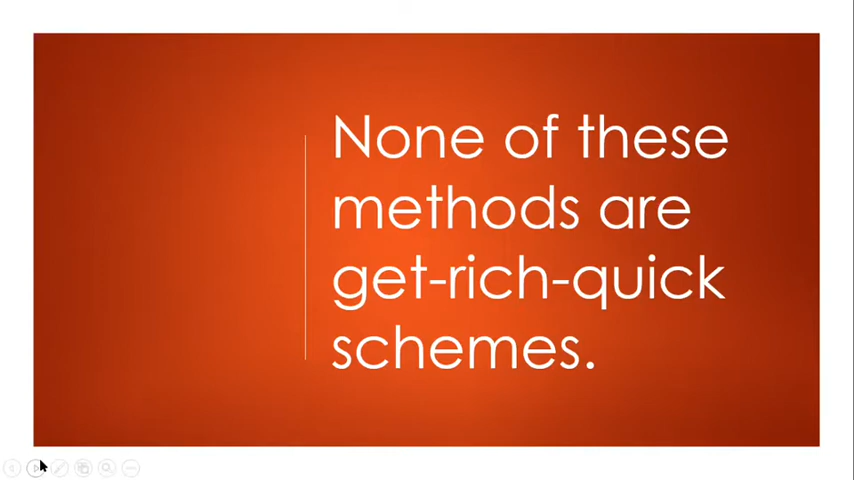 None of these
methods are
get-rich-quick
schemes.